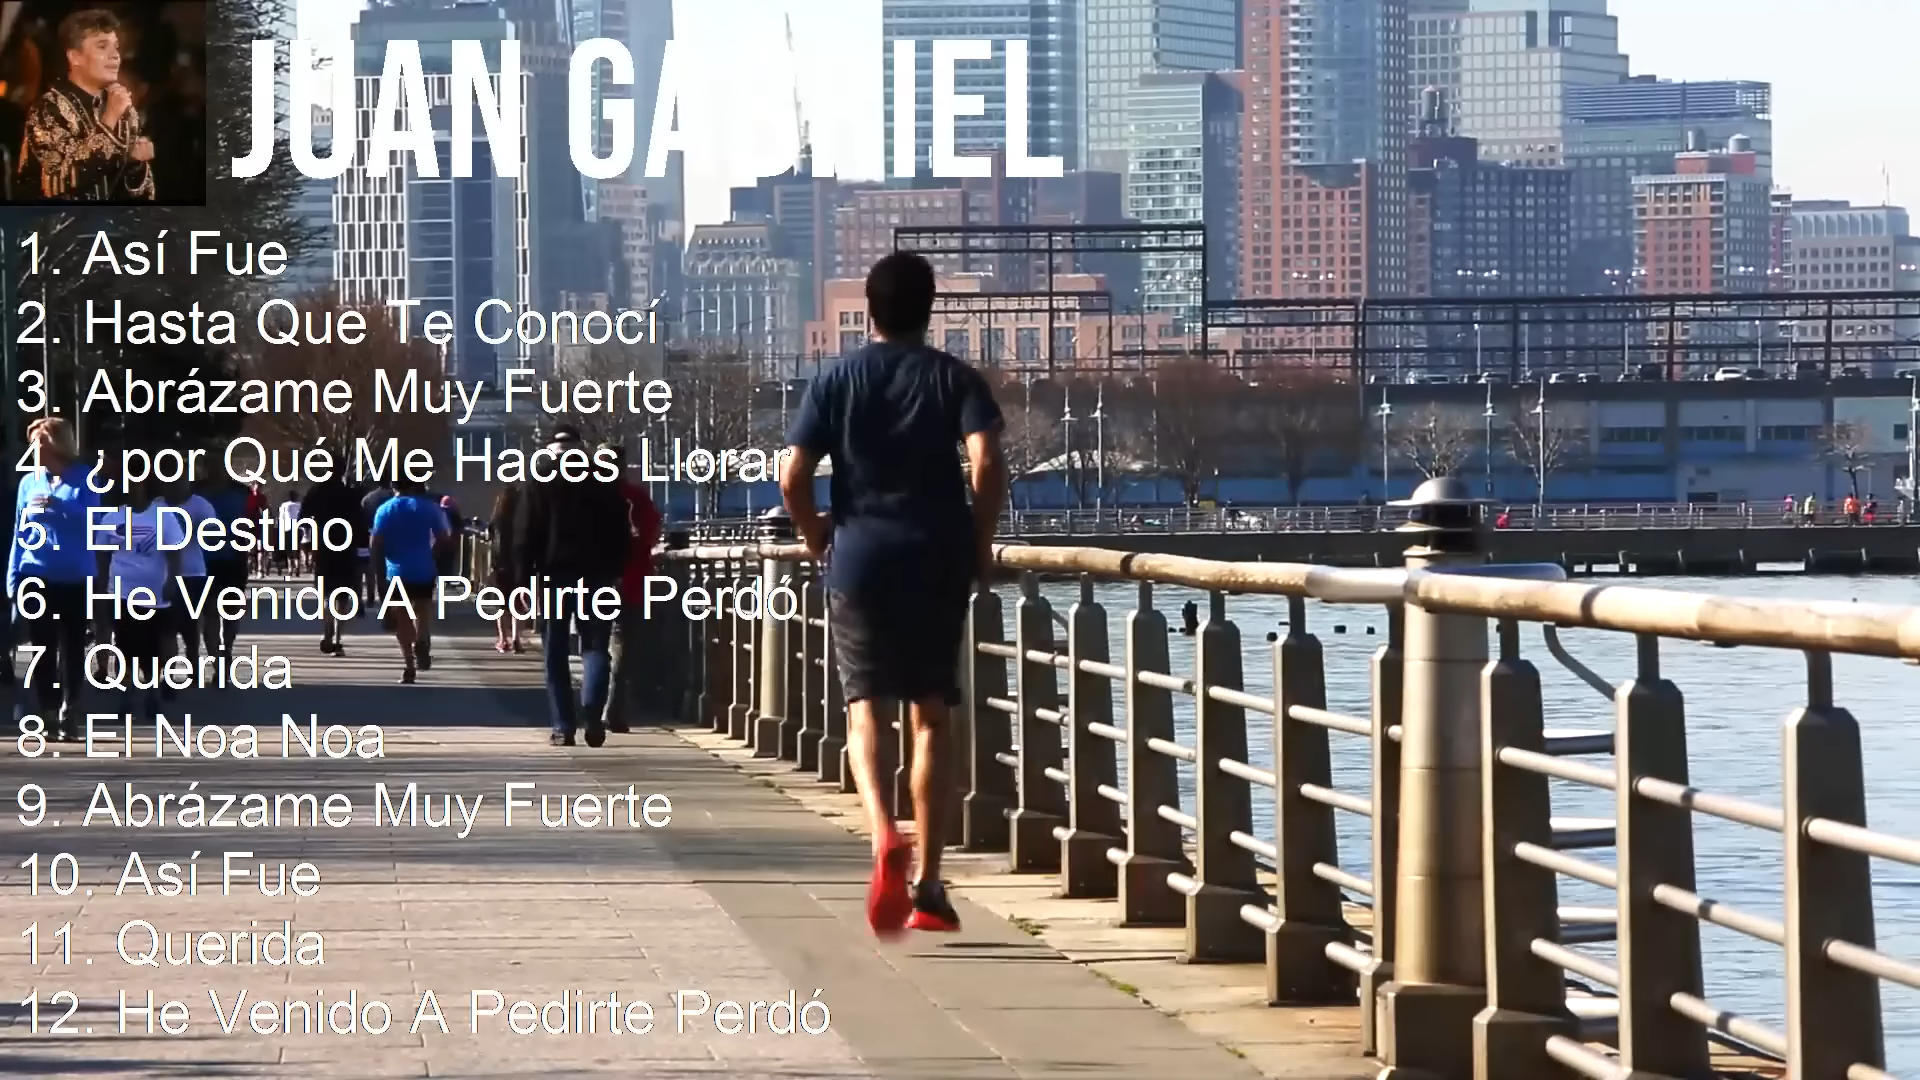 JUAN GABRIEL
1. Así Fue
2. Hasta Que Te Conocí
3. Abrázame Muy Fuerte
4. ¿por Qué Me Haces Llorar
5. El Destino
6. He Venido A Pedirte Perdó
7. Querida
8. El Noa Noa
9. Abrázame Muy Fuerte
10. Así Fue
11. Querida
12. He Venido A Pedirte Perdó